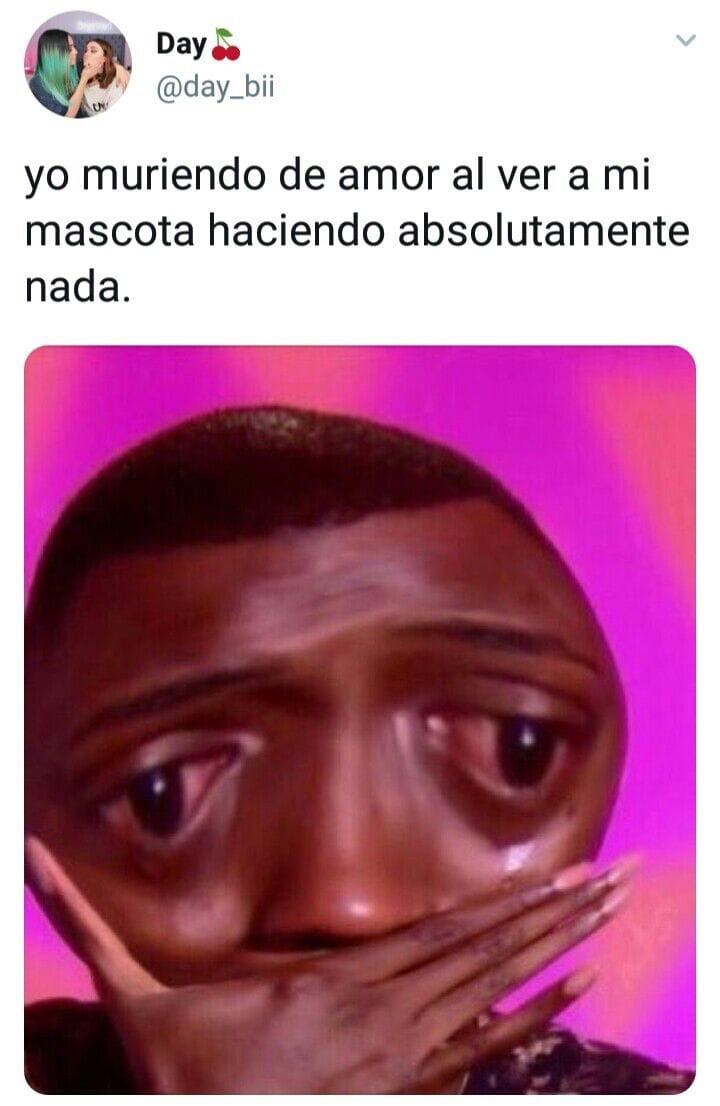 Day🍒
@day_bii
yo muriendo de amor al ver a mi
mascota haciendo absolutamente
nada.